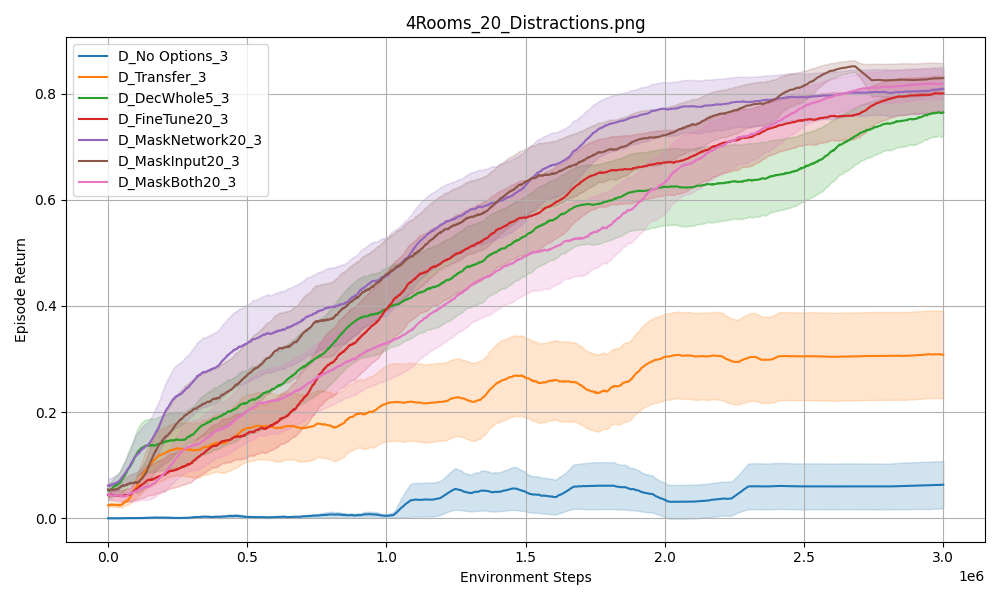 4Rooms_20_Distractions.png
D_No Options_3
D_Transfer_3
D_DecWhole5_3
D_FineTune20_3
D_MaskNetwork20_3
D_MaskInput20_3
D_MaskBoth20_3
Episode Return
0.8
0.6
0.4
0.2
0.0
0.0 0.5 1.0 1.5 2.0 2.5 3.0
1e6
Environment Steps